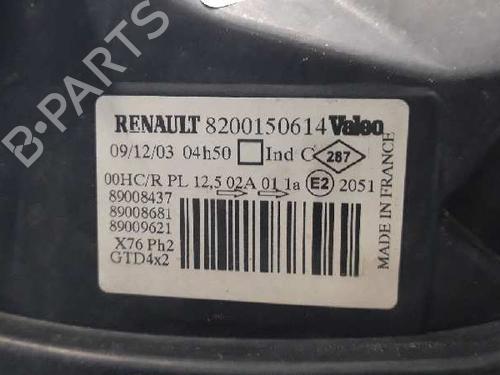 B-PARTS
RENAULT 8200150614 Valeo
09/12/03 04h50 Ind C 287
00HC/R PL 12,5 02A 01 1a E2 2051
89008437
89008681
89009621
X76 Ph2
GTD4x2
MADE IN FRANCE